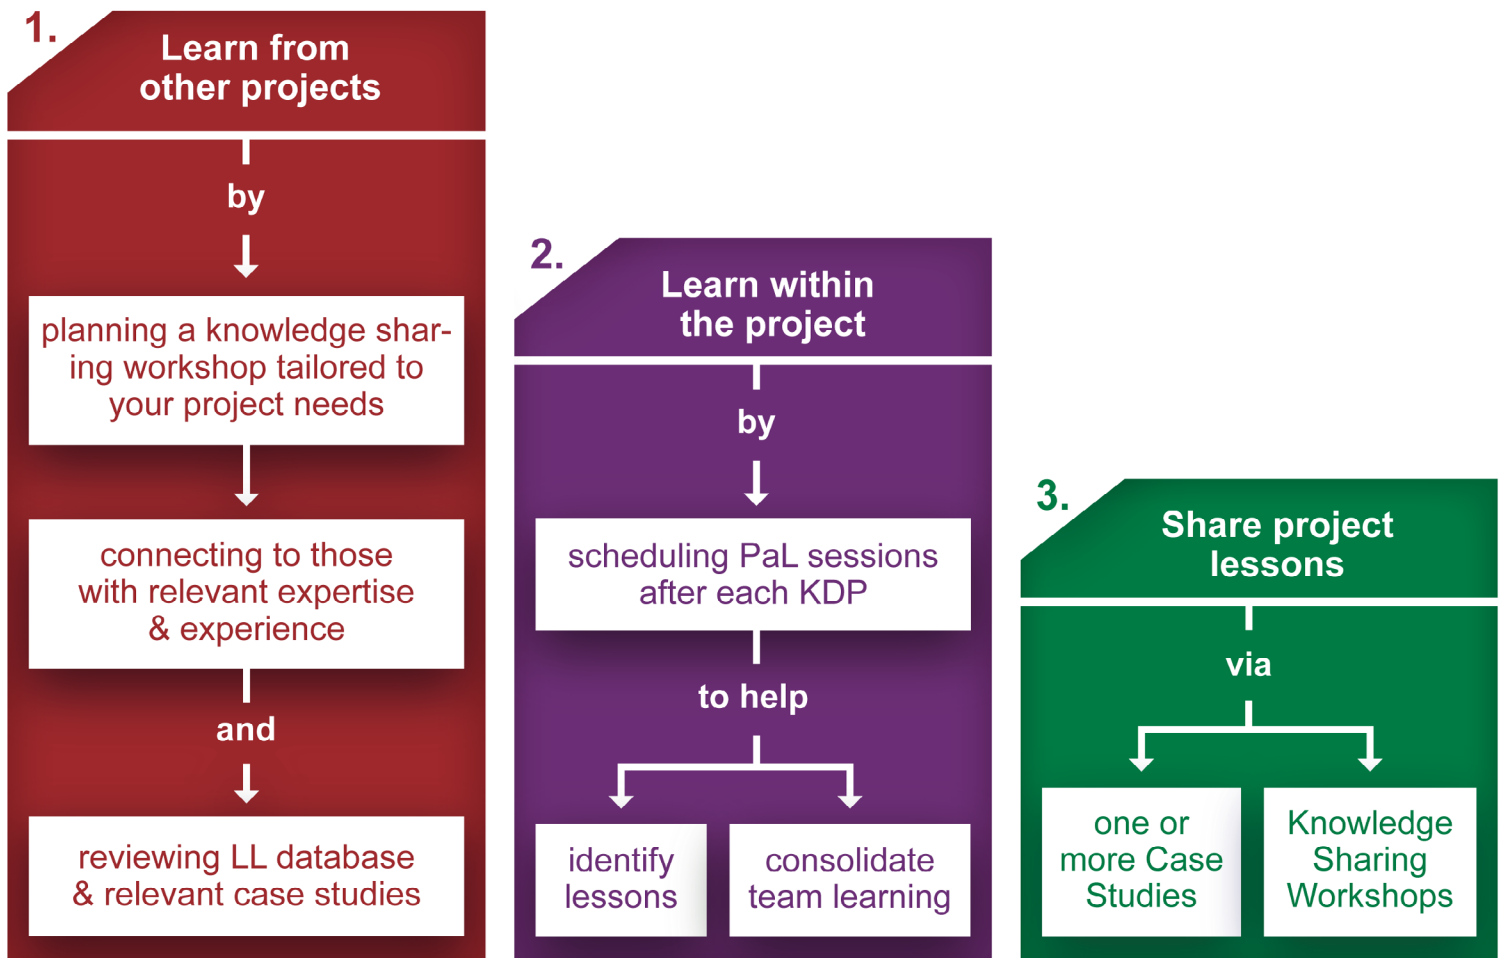 1.
Learn from
other projects
by
planning a knowledge shar-
ing workshop tailored to
your project needs
connecting to those
with relevant expertise
& experience
and
reviewing LL database
& relevant case studies
2.
Learn within
the project
by
scheduling PaL sessions
after each KDP
to help
identify
lessons
consolidate
team learning
3.
Share project
lessons
via
one or
more Case
Studies
Knowledge
Sharing
Workshops